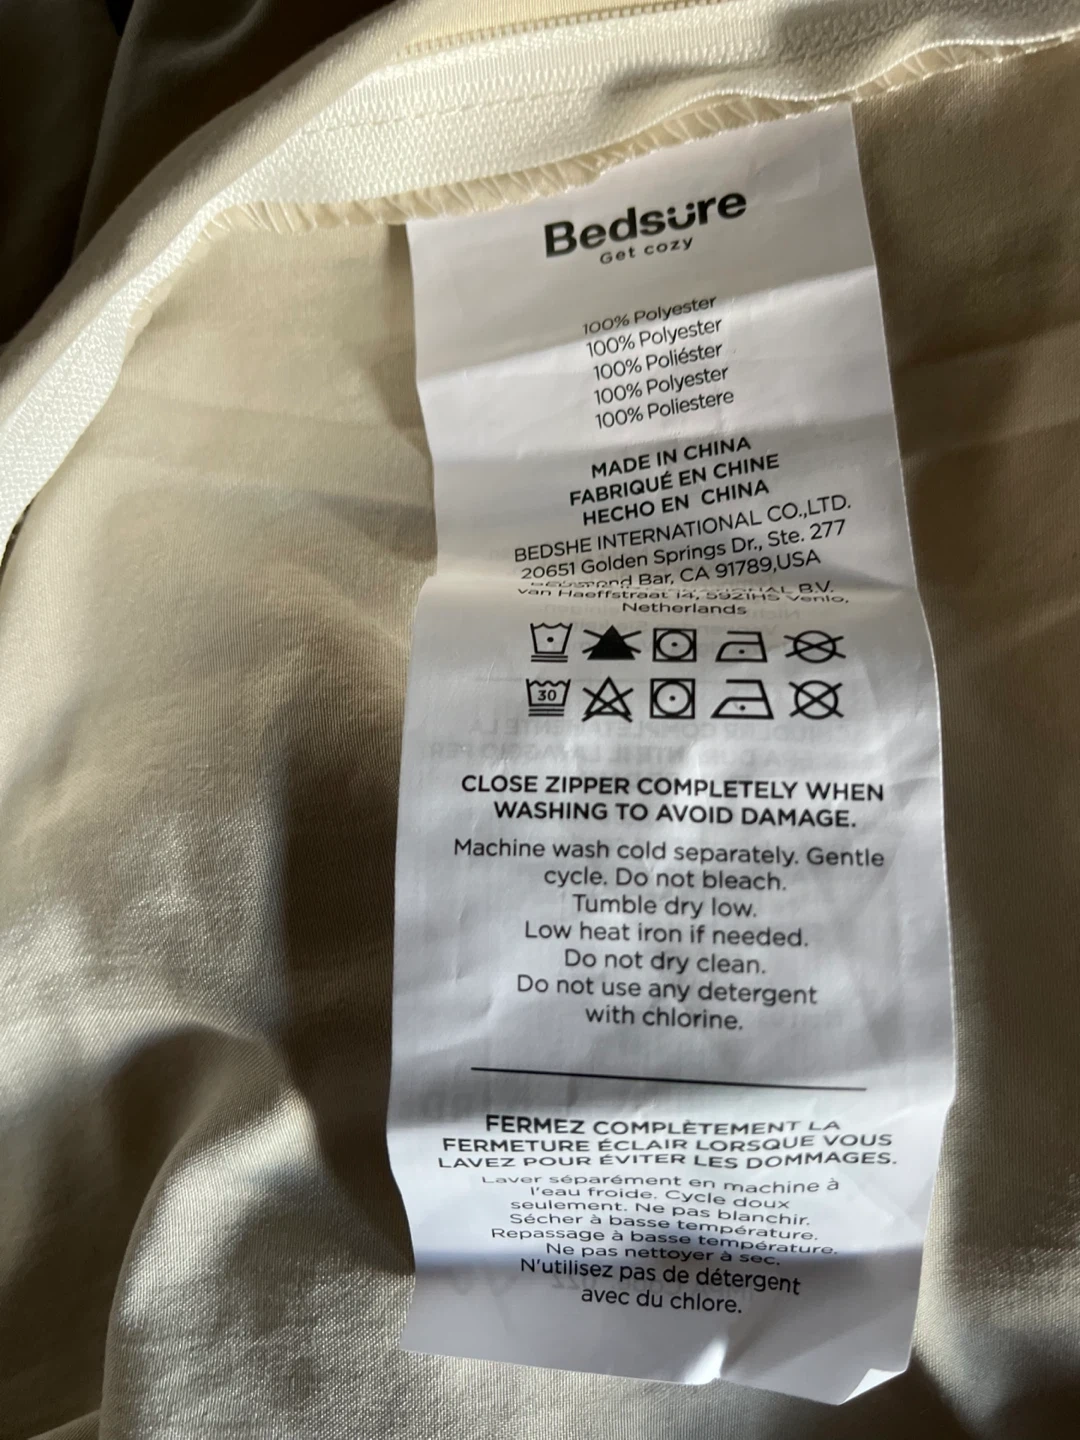 Bedsüre
Get cozy
100% Polyester
100% Polyester
100% Poliéster
100% Polyester
100% Poliestere
MADE IN CHINA
FABRIQUÉ EN CHINE
HECHO EN CHINA
BEDSHE INTERNATIONAL CO.,LTD.
20651 Golden Springs Dr., Ste. 277
Bar, CA 91789,USA
B.V.
Van Haeffstraat 14, 5921HS Venlo,
Netherlands
30
CLOSE ZIPPER COMPLETELY WHEN
WASHING TO AVOID DAMAGE.
Machine wash cold separately. Gentle
cycle. Do not bleach.
Tumble dry low.
Low heat iron if needed.
Do not dry clean.
Do not use any detergent
with chlorine.
FERMEZ COMPLÈTEMENT LA
FERMETURE ÉCLAIR LORSQUE VOUS
LAVEZ POUR ÉVITER LES DOMMAGES.
Laver séparément en machine à
l'eau froide. Cycle doux
seulement. Ne pas blanchir.
Sécher à basse température.
Repassage à basse température.
Ne pas nettoyer à sec.
N'utilisez pas de détergent
avec du chlore.